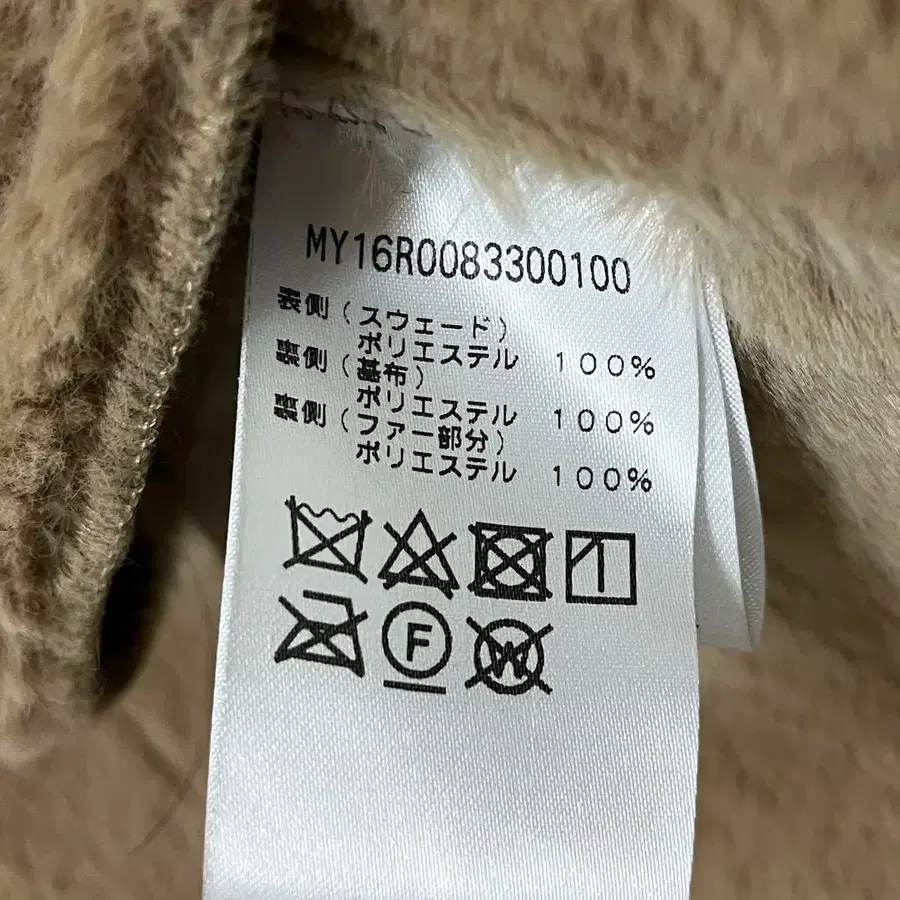 MY16R0083300100
表側(スウェード)
ポリエステル 100%
髄側(基布)
ポリエステル 100%
髄側(ファー部分)
ポリエステル 100%
F
W